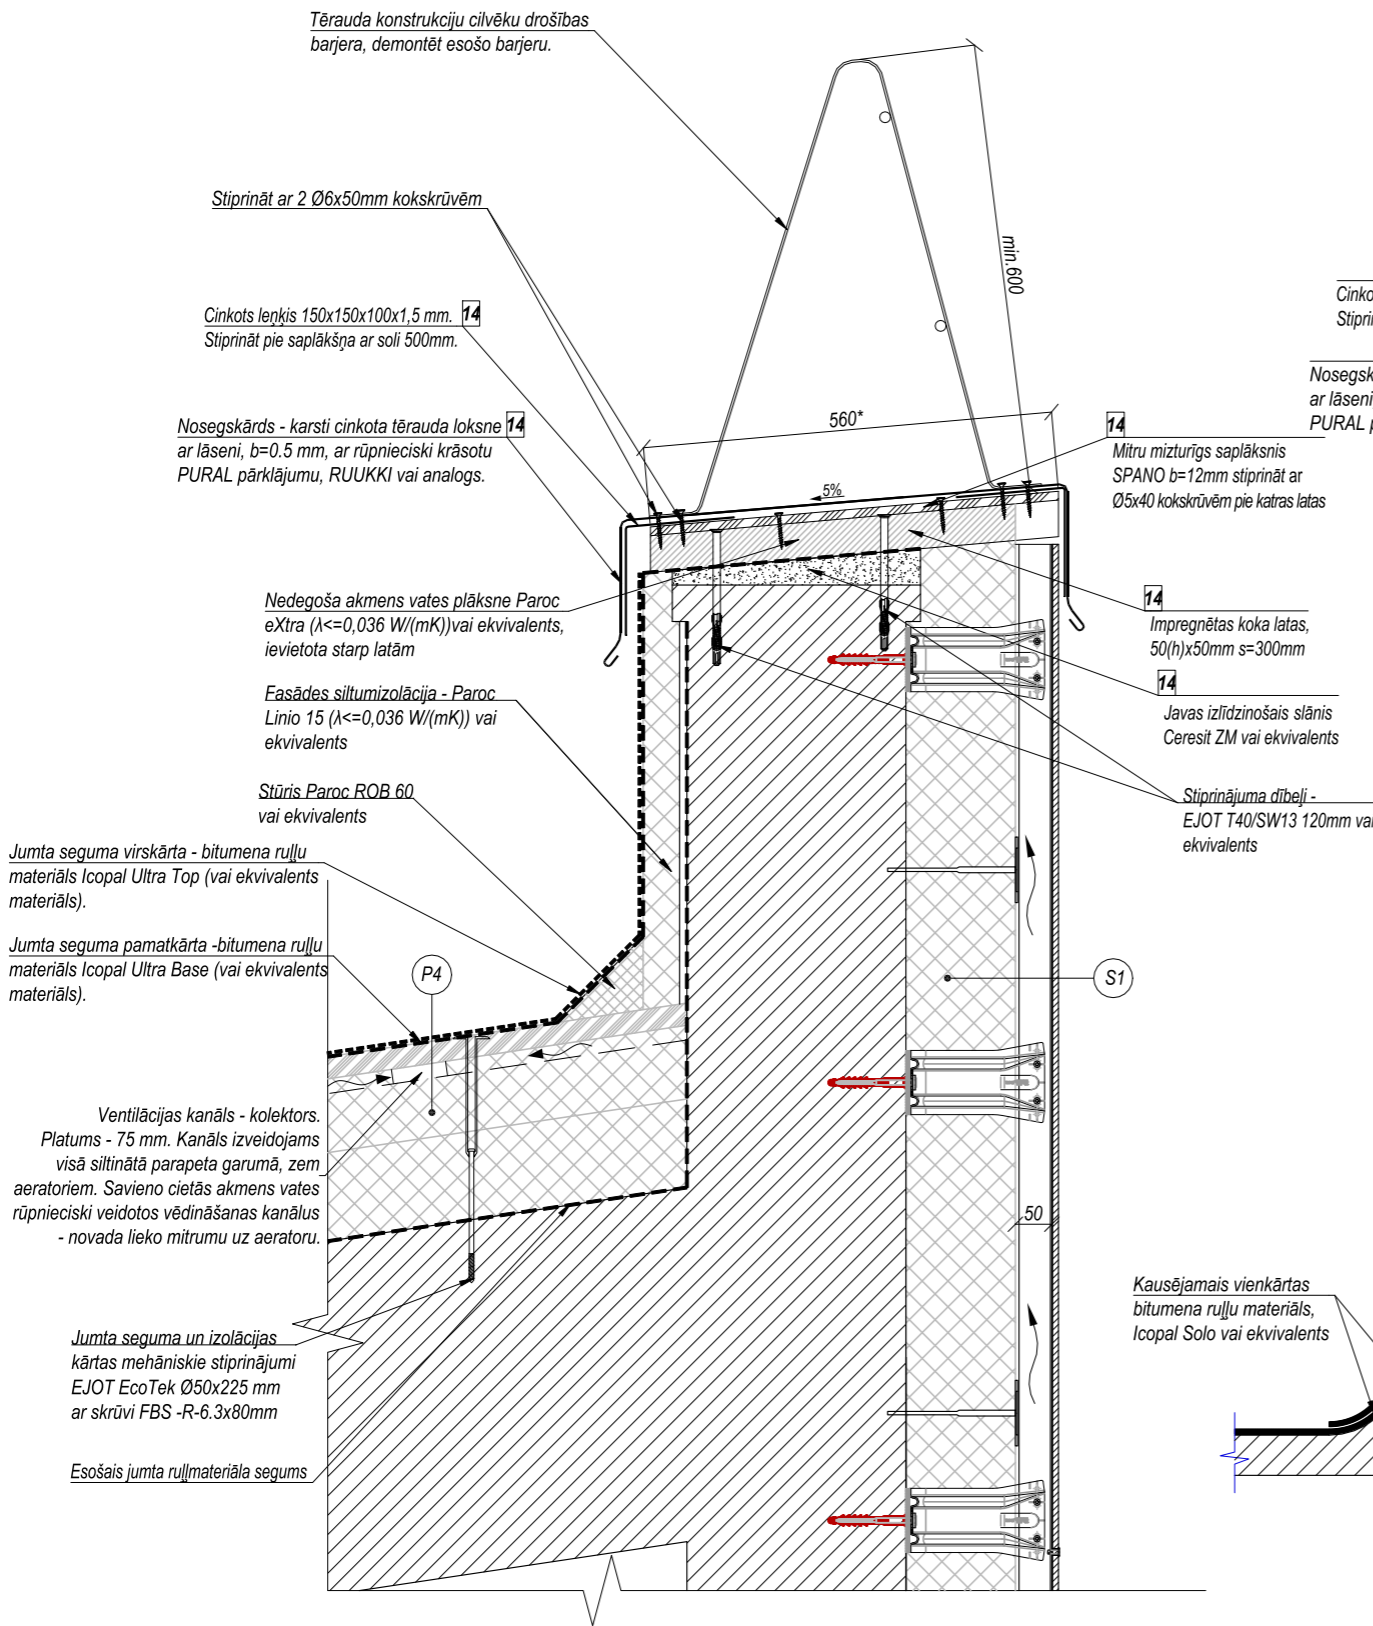 Tērauda konstrukciju cilvēku drošības
barjera, demontēt esošo barjeru.
Stiprināt ar 2 Ø6x50mm kokskrūvēm
min.600
Cinkots leņķis 150x150x100x1,5 mm. 14
Stiprināt pie saplākšņa ar soli 500mm.
Nosegskārds - karsti cinkota tērauda loksne 14
ar lāseni, b=0.5 mm, ar rūpnieciski krāsotu
PURAL pārklājumu, RUUKKI vai analogs.
560*
5%
14
Mitru mizturīgs saplāksnis
SPANO b=12mm stiprināt ar
Ø5x40 kokskrūvēm pie katras latas
Cinko
Stiprin
Nosegsk
ar lāseni
PURAL p
Nedegoša akmens vates plāksne Paroc
eXtra (λ<=0,036 W/(mK))vai ekvivalents,
ievietota starp latām
14
Impregnētas koka latas,
50(h)x50mm s=300mm
Fasādes siltumizolācija - Paroc
Linio 15 (λ<=0,036 W/(mK)) vai
ekvivalents
14
Javas izlīdzinošais slānis
Ceresit ZM vai ekvivalents
Stūris Paroc ROB 60
vai ekvivalents
Stiprinājuma dībeļi -
EJOT T40/SW13 120mm vai
ekvivalents
Jumta seguma virskārta - bitumena ruļļu
materiāls Icopal Ultra Top (vai ekvivalents
materiāls).
Jumta seguma pamatkārta -bitumena ruļļu
materiāls Icopal Ultra Base (vai ekvivalents
materiāls).
P4
S1
Ventilācijas kanāls - kolektors.
Platums - 75 mm. Kanāls izveidojams
visā siltinātā parapeta garumā, zem
aeratoriem. Savieno cietās akmens vates
rūpnieciski veidotos vēdināšanas kanālus
- novada lieko mitrumu uz aeratoru.
50
Jumta seguma un izolācijas
kārtas mehāniskie stiprinājumi
EJOT EcoTek Ø50x225 mm
ar skrūvi FBS -R-6.3x80mm
Esošais jumta ruļļmateriāla segums
Kausējamais vienkārtas
bitumena ruļļu materiāls,
Icopal Solo vai ekvivalents